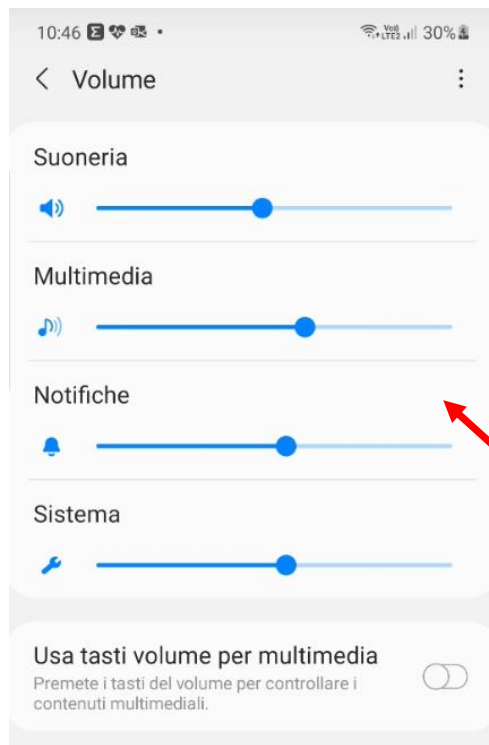 10:46 30%
Volume
Suoneria
Multimedia
Notifiche
Sistema
Usa tasti volume per multimedia
Premete i tasti del volume per controllare i
contenuti multimediali.